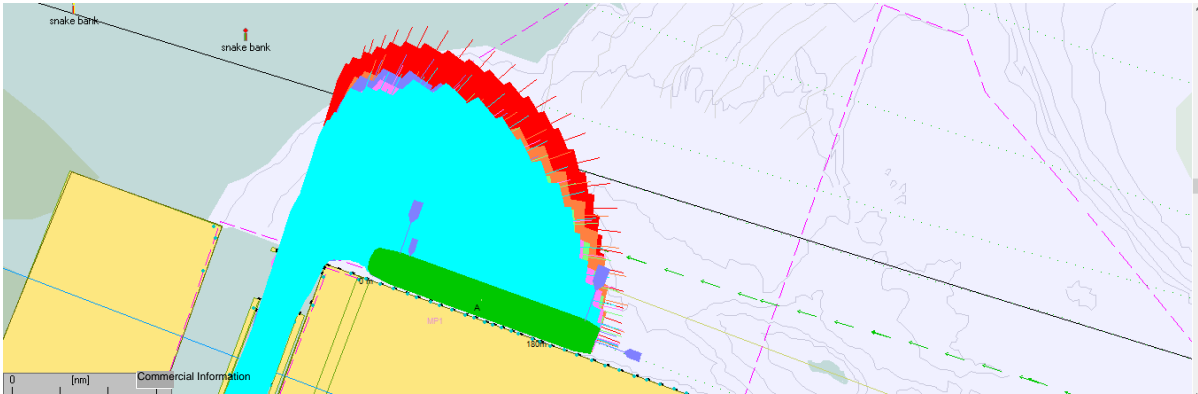 snake bank
snake bank
0 m
A
MP1
180m
0 [nm]
Commercial Information